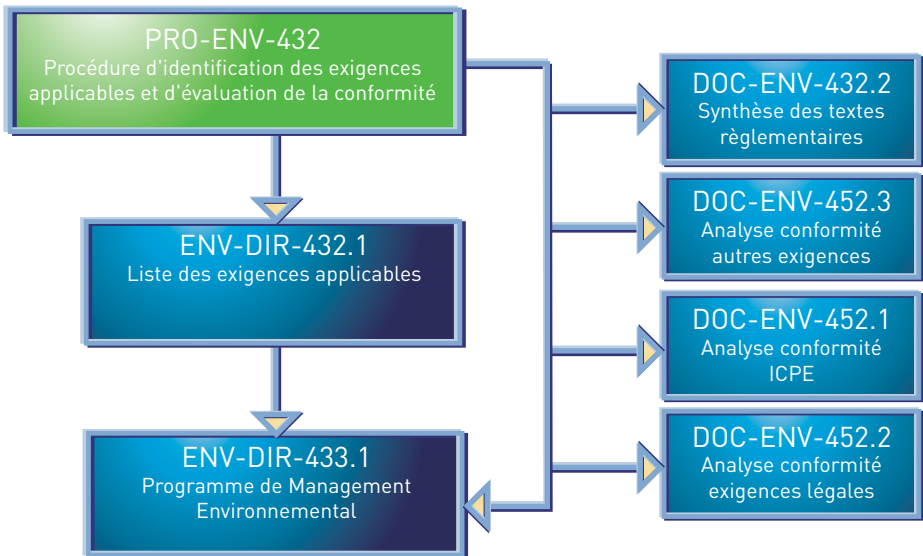 PRO-ENV-432
Procédure d'identification des exigences
applicables et d'évaluation de la conformité
ENV-DIR-432.1
Liste des exigences applicables
ENV-DIR-433.1
Programme de Management
Environnemental
DOC-ENV-432.2
Synthèse des textes
règlementaires
DOC-ENV-452.3
Analyse conformité
autres exigences
DOC-ENV-452.1
Analyse conformité
ICPE
DOC-ENV-452.2
Analyse conformité
exigences légales